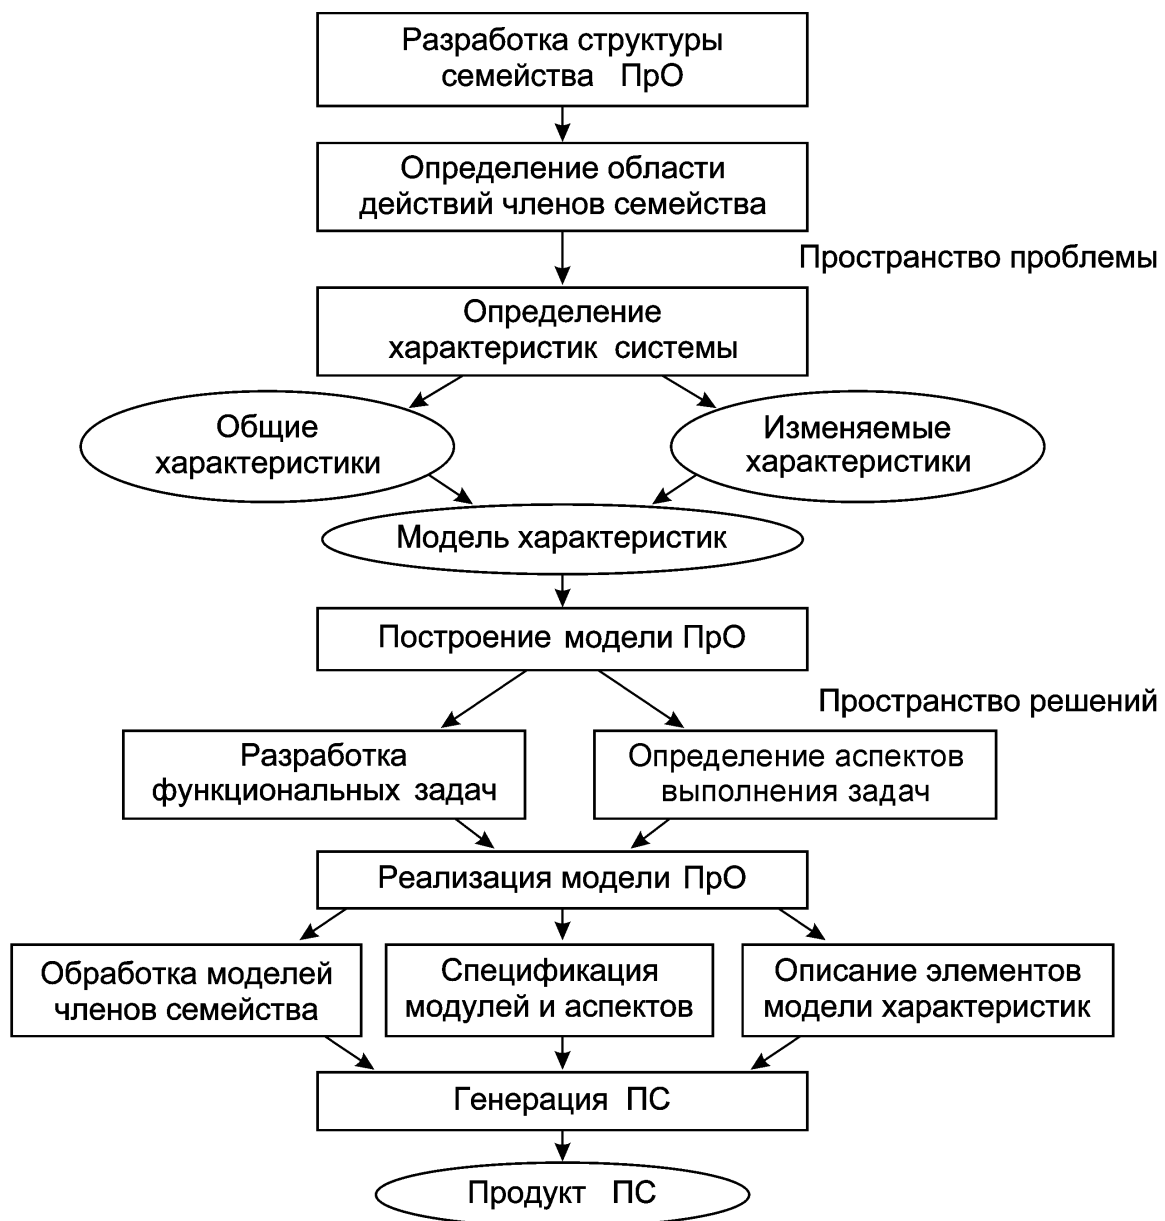 Разработка структуры
семейства ПрО
Определение области
действий членов семейства
Пространство проблемы
Определение
характеристик системы
Общие
характеристики
Изменяемые
характеристики
Модель характеристик
Построение модели ПрО
Пространство решений
Разработка
функциональных задач
Определение аспектов
выполнения задач
Реализация модели ПрО
Обработка моделей
членов семейства
Спецификация
модулей и аспектов
Описание элементов
модели характеристик
Генерация ПС
Продукт ПС